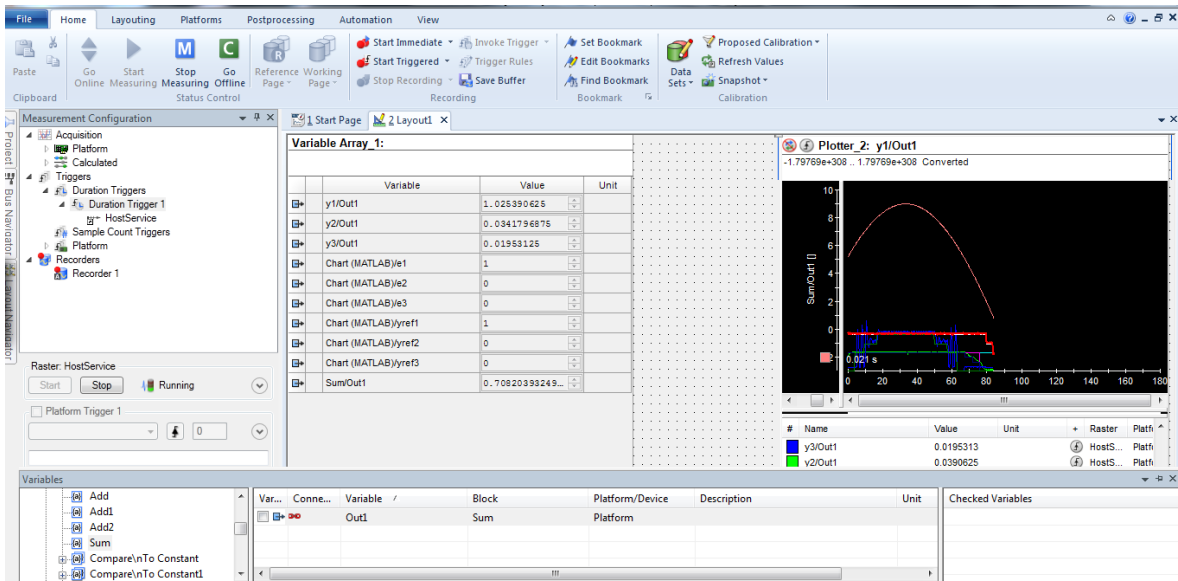 File Home Layouting Platforms Postprocessing Automation View
Paste
Go Online
Start Measuring
M
Stop Measuring
C
Go Offline
R
Reference Page
Working Page
Start Immediate
Start Triggered
Stop Recording
Invoke Trigger
Trigger Rules
Save Buffer
Set Bookmark
Edit Bookmarks
Find Bookmark
Data Sets
Proposed Calibration
Refresh Values
Snapshot
Clipboard Status Control Recording Bookmark Calibration
Project
Bus Navigator
Layout Navigator
Measurement Configuration
Acquisition
Platform
Calculated
Triggers
Duration Triggers
Duration Trigger 1
HostService
Sample Count Triggers
Platform
Recorders
Recorder 1
Raster: HostService
Start Stop Running
Platform Trigger 1
0
1 Start Page 2 Layout1
Variable Array_1:
Variable Value Unit
y1/Out1 1.025390625
y2/Out1 0.0341796875
y3/Out1 0.01953125
Chart (MATLAB)/e1 1
Chart (MATLAB)/e2 0
Chart (MATLAB)/e3 0
Chart (MATLAB)/yref1 1
Chart (MATLAB)/yref2 0
Chart (MATLAB)/yref3 0
Sum/Out1 0.70820393249...
Plotter_2: y1/Out1
-1.79769e+308 .. 1.79769e+308 Converted
Sum/Out1 []
10
8
6
4
2
0
0.021 s
0 20 40 60 80 100 120 140 160 180
# Name Value Unit + Raster Platf
y3/Out1 0.0195313 HostS... Platf
y2/Out1 0.0390625 HostS... Platf
Variables
Add
Add1
Add2
Sum
Compare\nTo Constant
Compare\nTo Constant1
Var... Conne... Variable / Block Platform/Device Description Unit
Out1 Sum Platform
Checked Variables